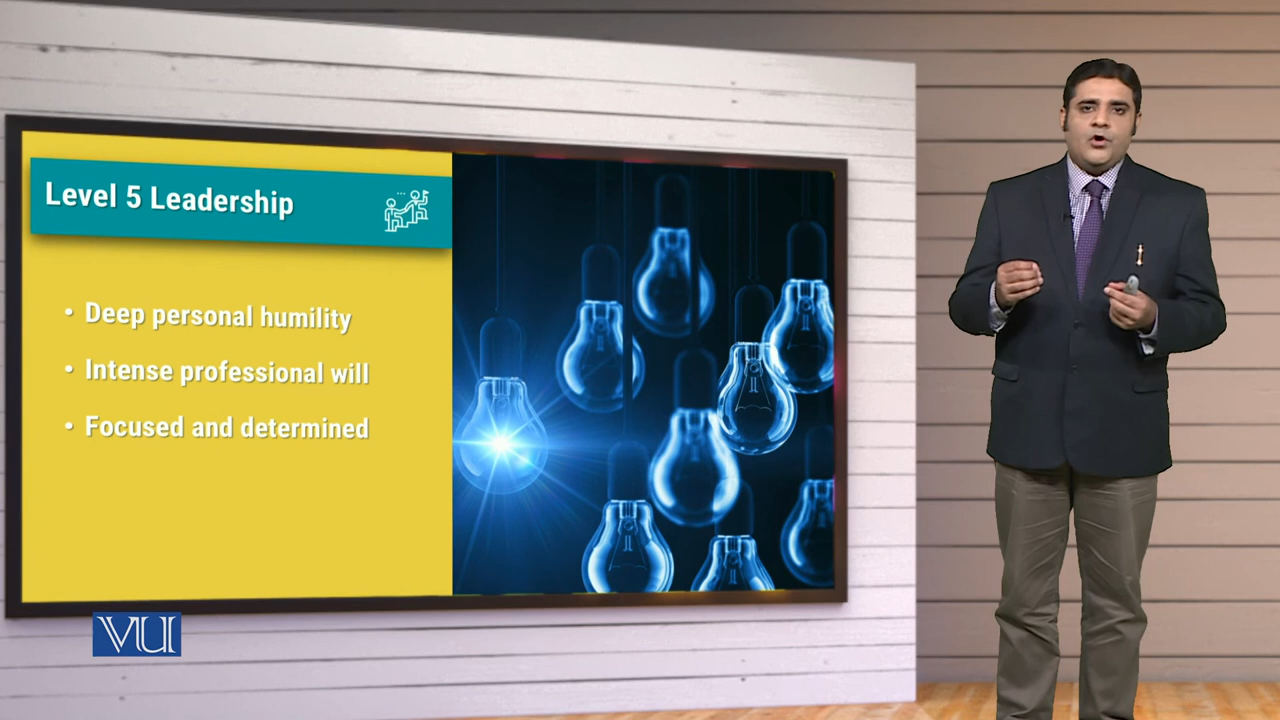 Level 5 Leadership
• Deep personal humility
• Intense professional will
• Focused and determined
VU